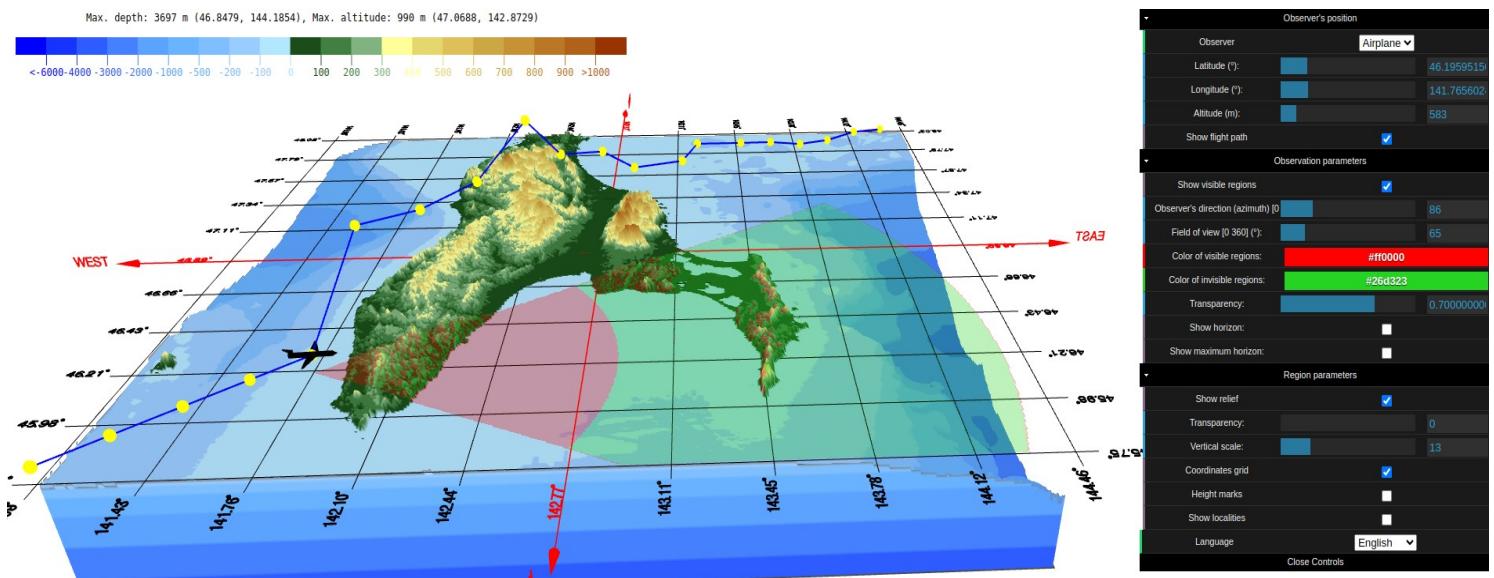 Max. depth: 3697 m (46.8479, 144.1854), Max. altitude: 990 m (47.0688, 142.8729)
<-6000 -4000 -3000 -2000 -1000 -500 -200 -100 0 100 200 300 400 500 600 700 800 900 >1000
47.11°
WEST
EAST
46.66°
46.43°
46.21°
45.98°
141.43°
141.76°
142.10°
142.44°
142.77°
143.11°
143.45°
143.78°
144.12°
144.46°
Observer's position
Observer
Airplane
Latitude (°):
46.1959515
Longitude (°):
141.765602
Altitude (m):
583
Show flight path
Observation parameters
Show visible regions
Observer's direction (azimuth) [0
86
Field of view [0 360] (°):
65
Color of visible regions:
#ff0000
Color of invisible regions:
#26d323
Transparency:
0.70000000
Show horizon:
Show maximum horizon:
Region parameters
Show relief
Transparency:
0
Vertical scale:
13
Coordinates grid
Height marks
Show localities
Language
English
Close Controls